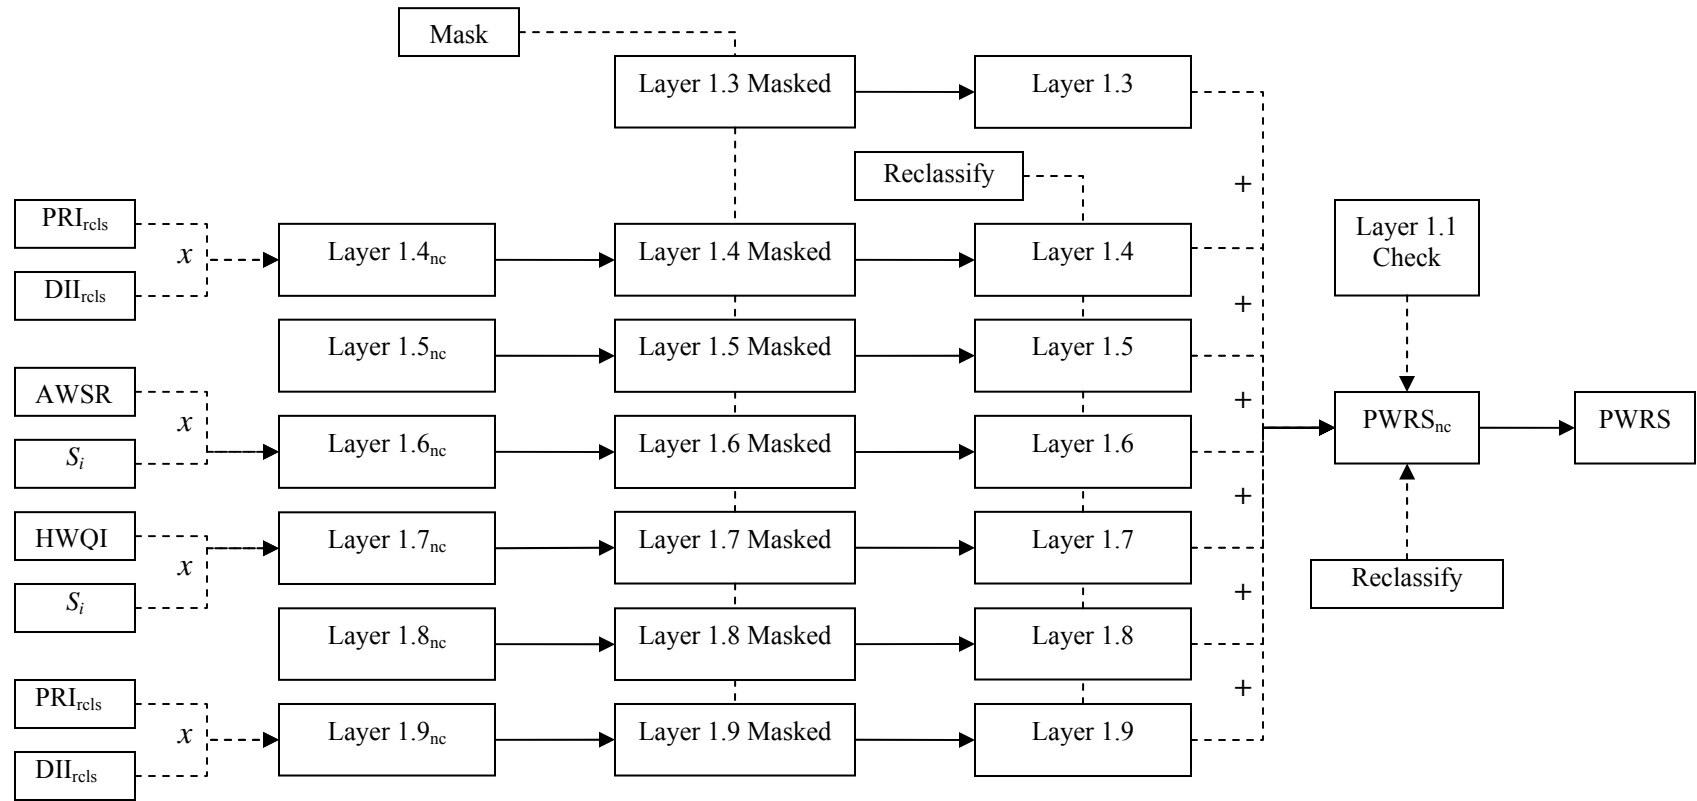 Mask
Layer 1.3 Masked
Layer 1.3
Reclassify
+
PRIrcls
x
DIIrcls
Layer 1.4nc
Layer 1.4 Masked
Layer 1.4
Layer 1.1
Check
+
Layer 1.5nc
Layer 1.5 Masked
Layer 1.5
AWSR
x
Si
+
Layer 1.6nc
Layer 1.6 Masked
Layer 1.6
PWRSnc
PWRS
+
HWQI
x
Si
Layer 1.7nc
Layer 1.7 Masked
Layer 1.7
Reclassify
+
Layer 1.8nc
Layer 1.8 Masked
Layer 1.8
+
PRIrcls
x
DIIrcls
Layer 1.9nc
Layer 1.9 Masked
Layer 1.9